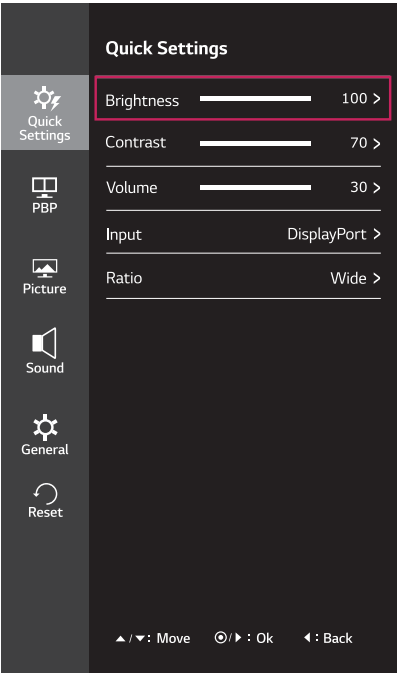 Quick Settings
Brightness 100 >
Contrast 70 >
Volume 30 >
Input DisplayPort >
Ratio Wide >
Quick
Settings
PBP
Picture
Sound
General
Reset
▲/▼: Move ◉/▶ : Ok ◀ : Back